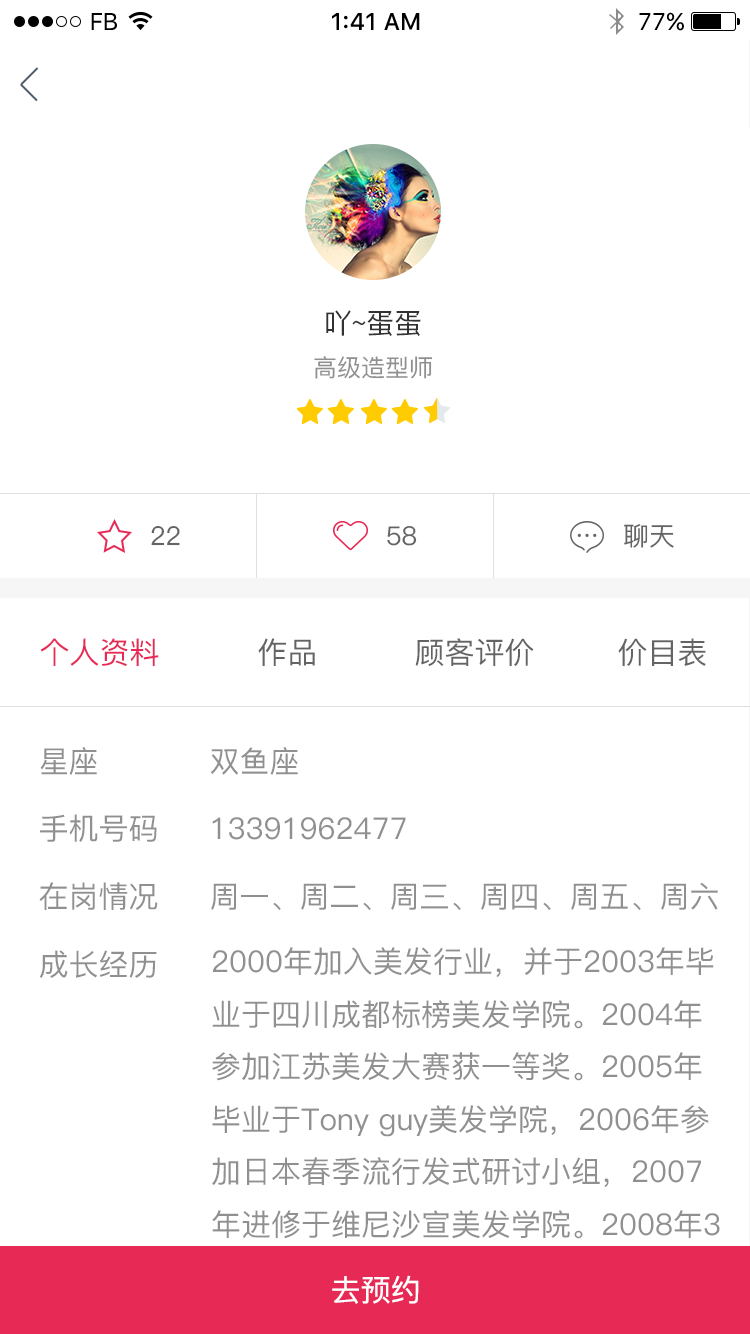 FB 1:41 AM 77%
吖~蛋蛋
高级造型师
22 58 聊天
个人资料 作品 顾客评价 价目表
星座 双鱼座
手机号码 13391962477
在岗情况 周一、周二、周三、周四、周五、周六
成长经历 2000年加入美发行业，并于2003年毕
业于四川成都标榜美发学院。2004年
参加江苏美发大赛获一等奖。2005年
毕业于Tony guy美发学院，2006年参
加日本春季流行发式研讨小组，2007
年进修于维尼沙宣美发学院。2008年3
去预约